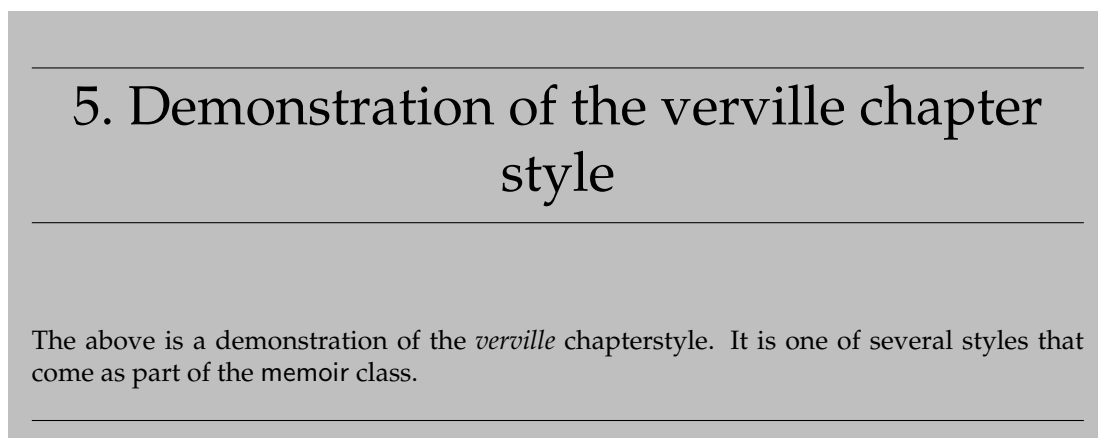 5. Demonstration of the verville chapter
style
The above is a demonstration of the verville chapterstyle. It is one of several styles that
come as part of the memoir class.